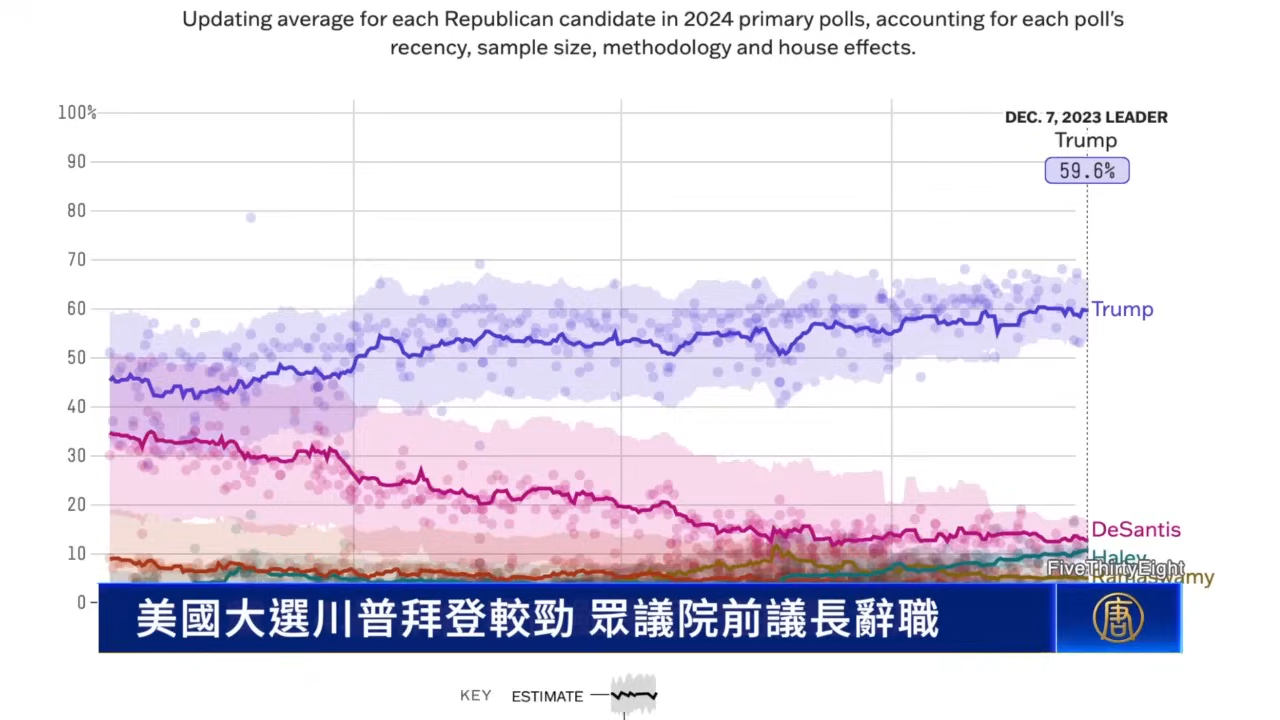 Updating average for each Republican candidate in 2024 primary polls, accounting for each poll's
recency, sample size, methodology and house effects.
100%
DEC. 7, 2023 LEADER
Trump
90
59.6%
80
70
60
Trump
50
40
30
20
DeSantis
10
Haley
FiveThirtyEight
Ramaswamy
0
美國大選川普拜登較勁 眾議院前議長辭職
唐
KEY ESTIMATE